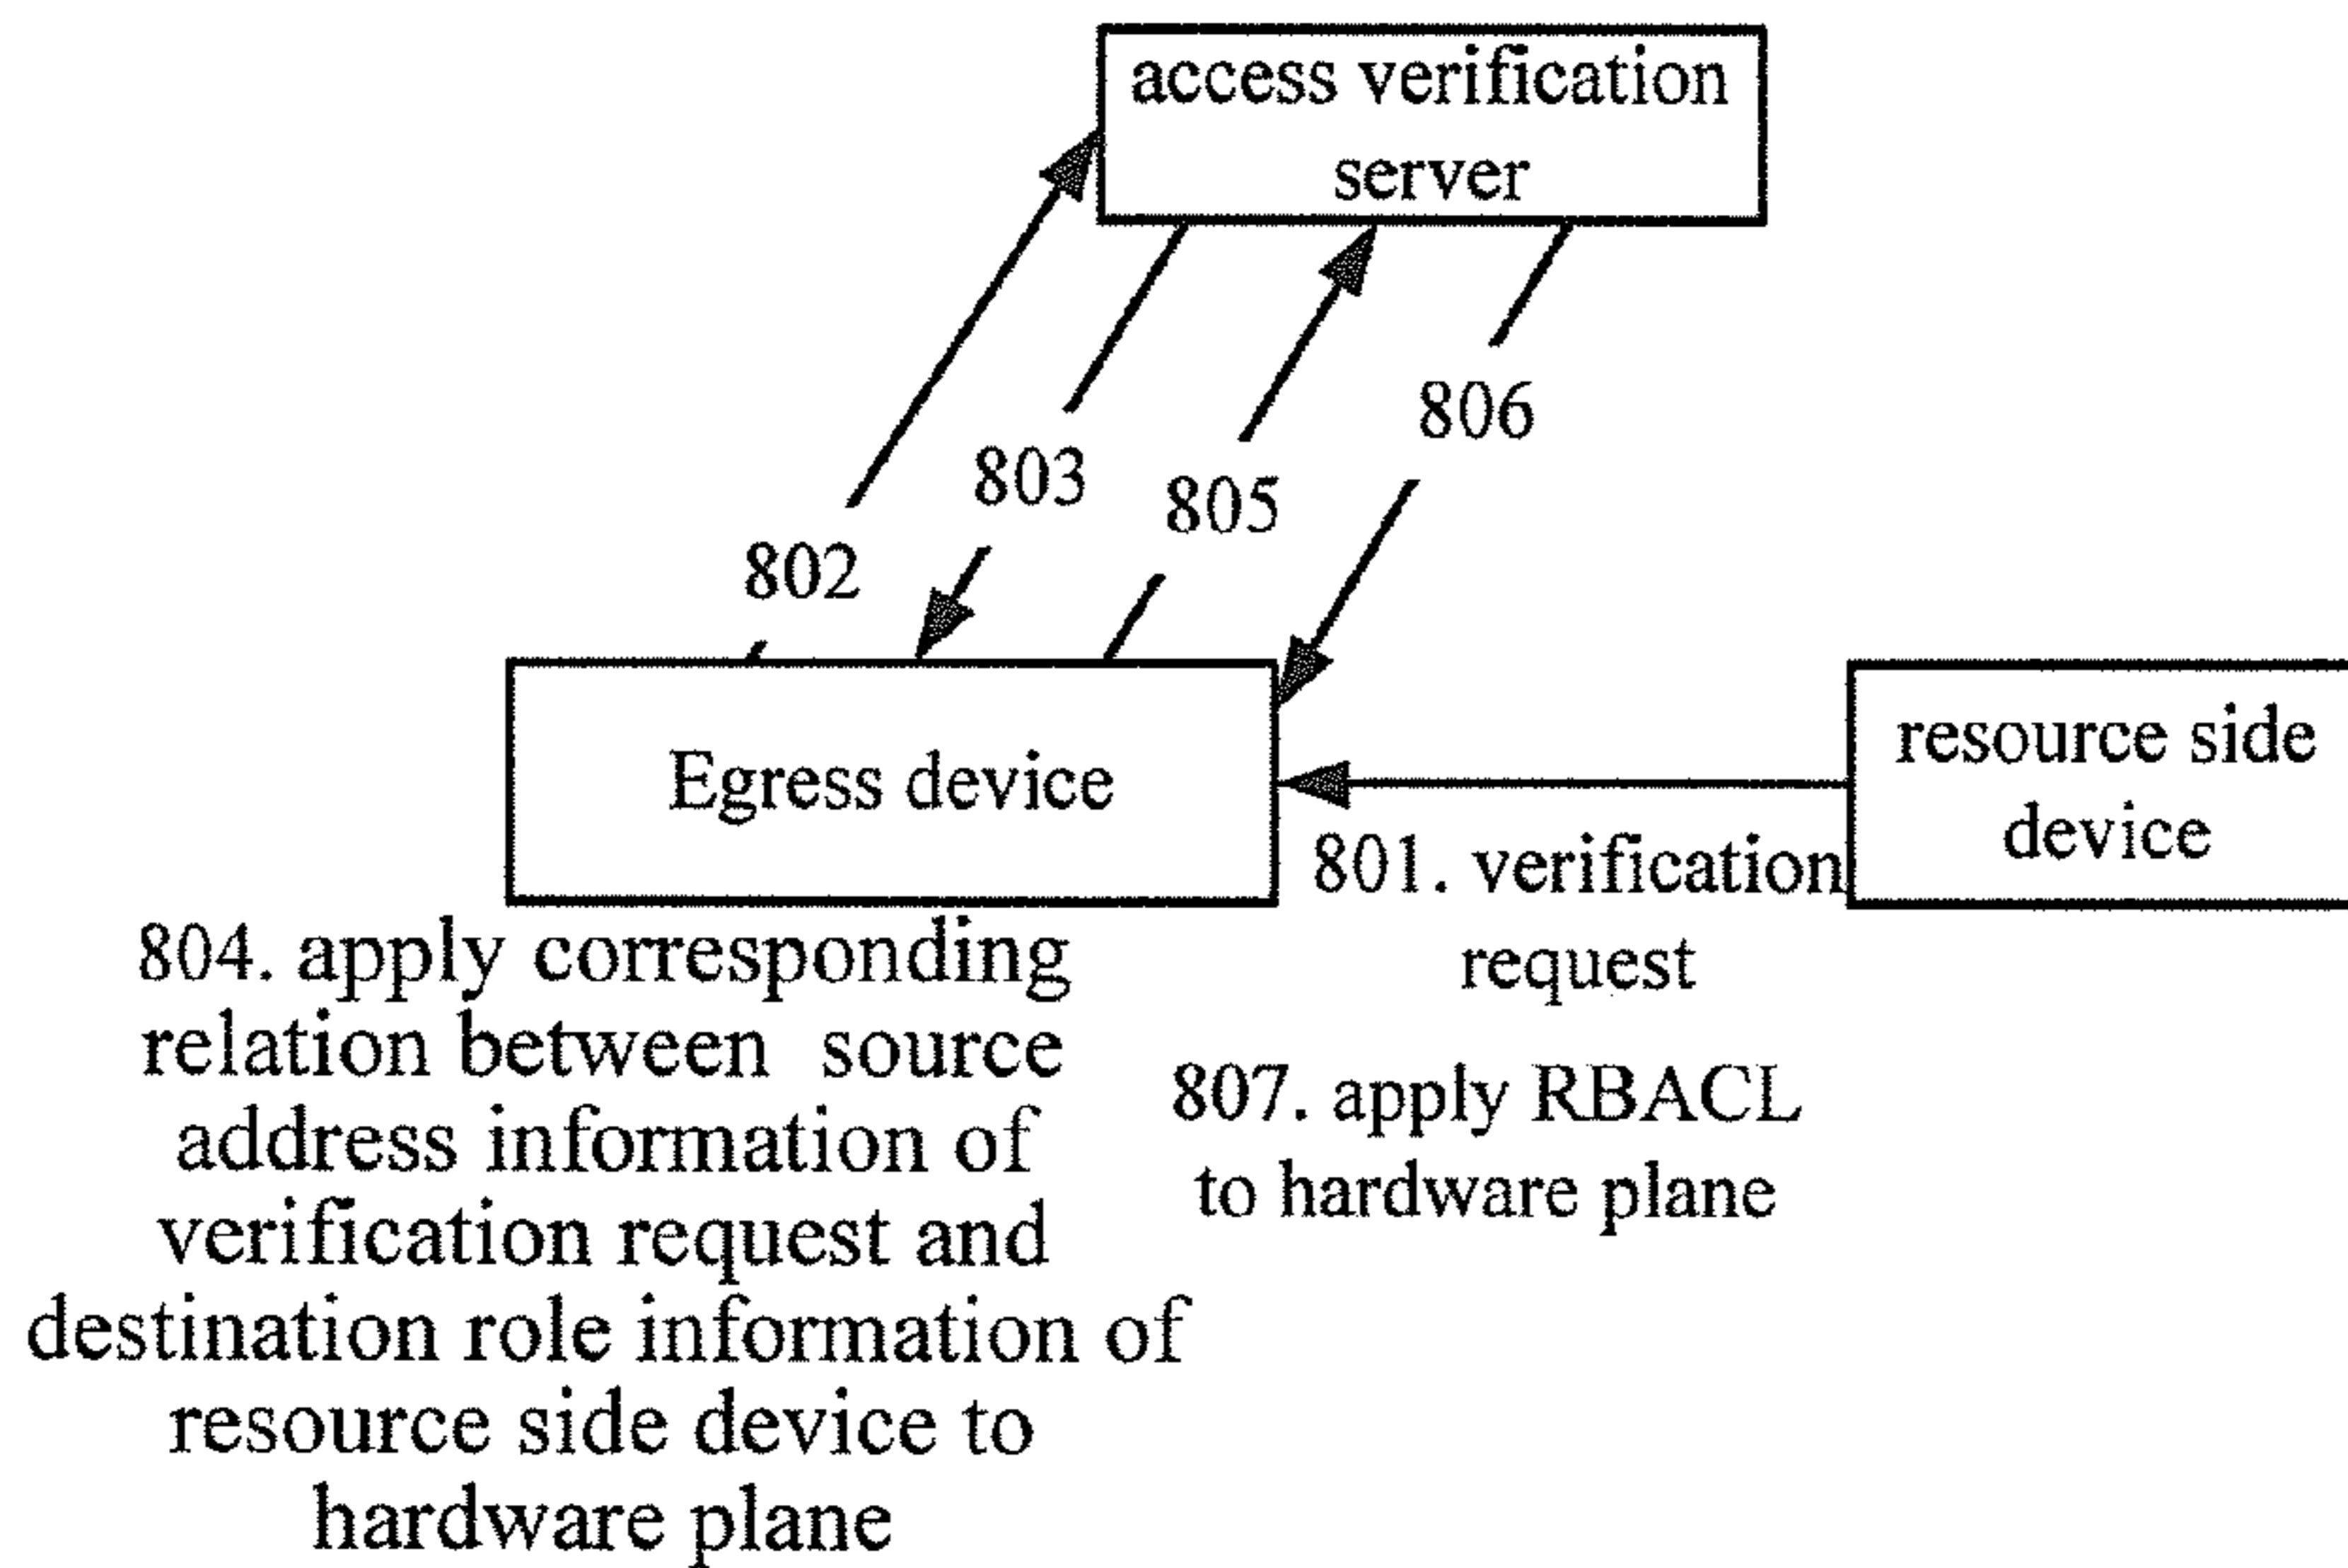 access verification
server
806
803
805
802
Egress device
resource side
device
801. verification
request
804. apply corresponding
relation between source
address information of
verification request and
destination role information of
resource side device to
hardware plane
807. apply RBACL
to hardware plane